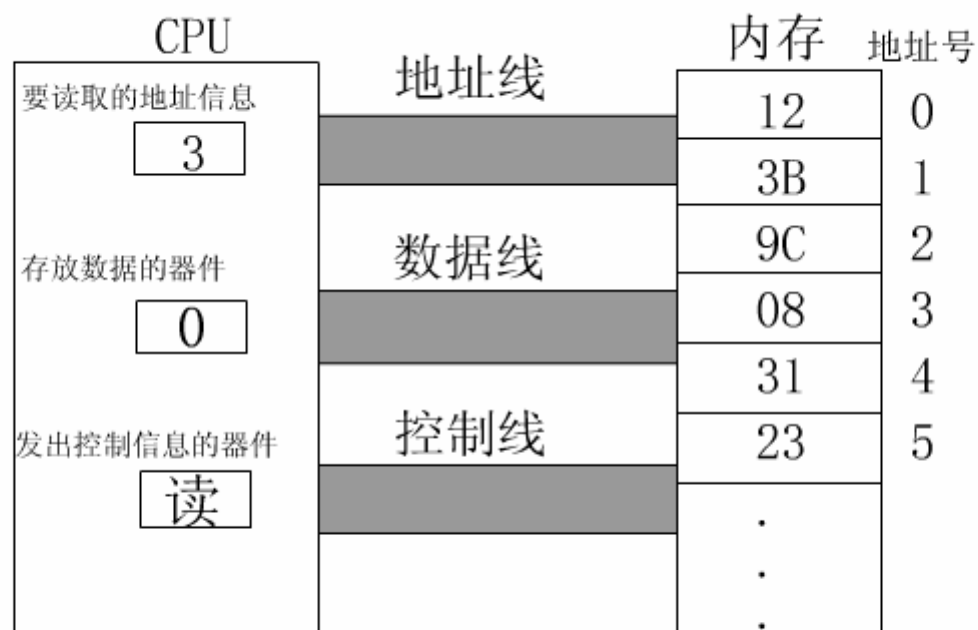 CPU
内存
地址号
要读取的地址信息
3
存放数据的器件
0
发出控制信息的器件
读
地址线
数据线
控制线
12 0
3B 1
9C 2
08 3
31 4
23 5
.
.
.